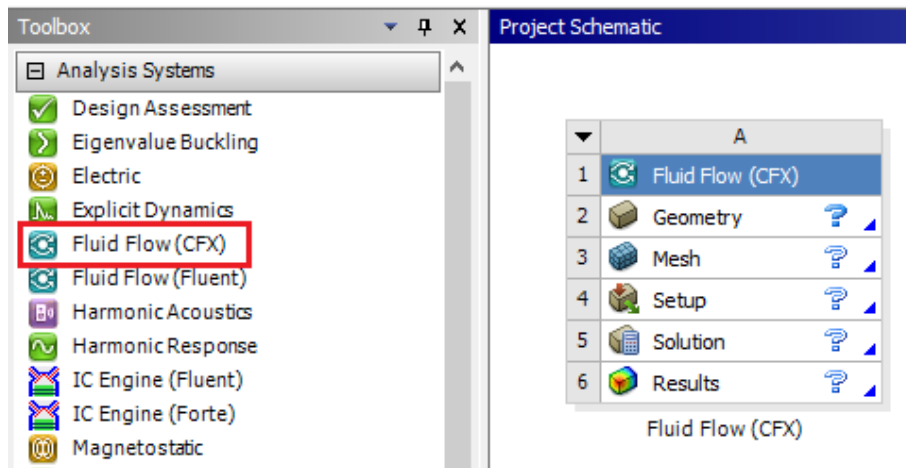 Toolbox
Project Schematic
Analysis Systems
Design Assessment
Eigenvalue Buckling
Electric
Explicit Dynamics
Fluid Flow (CFX)
Fluid Flow (Fluent)
Harmonic Acoustics
Harmonic Response
IC Engine (Fluent)
IC Engine (Forte)
Magnetostatic
A
1 Fluid Flow (CFX)
2 Geometry ?
3 Mesh ?
4 Setup ?
5 Solution ?
6 Results ?
Fluid Flow (CFX)